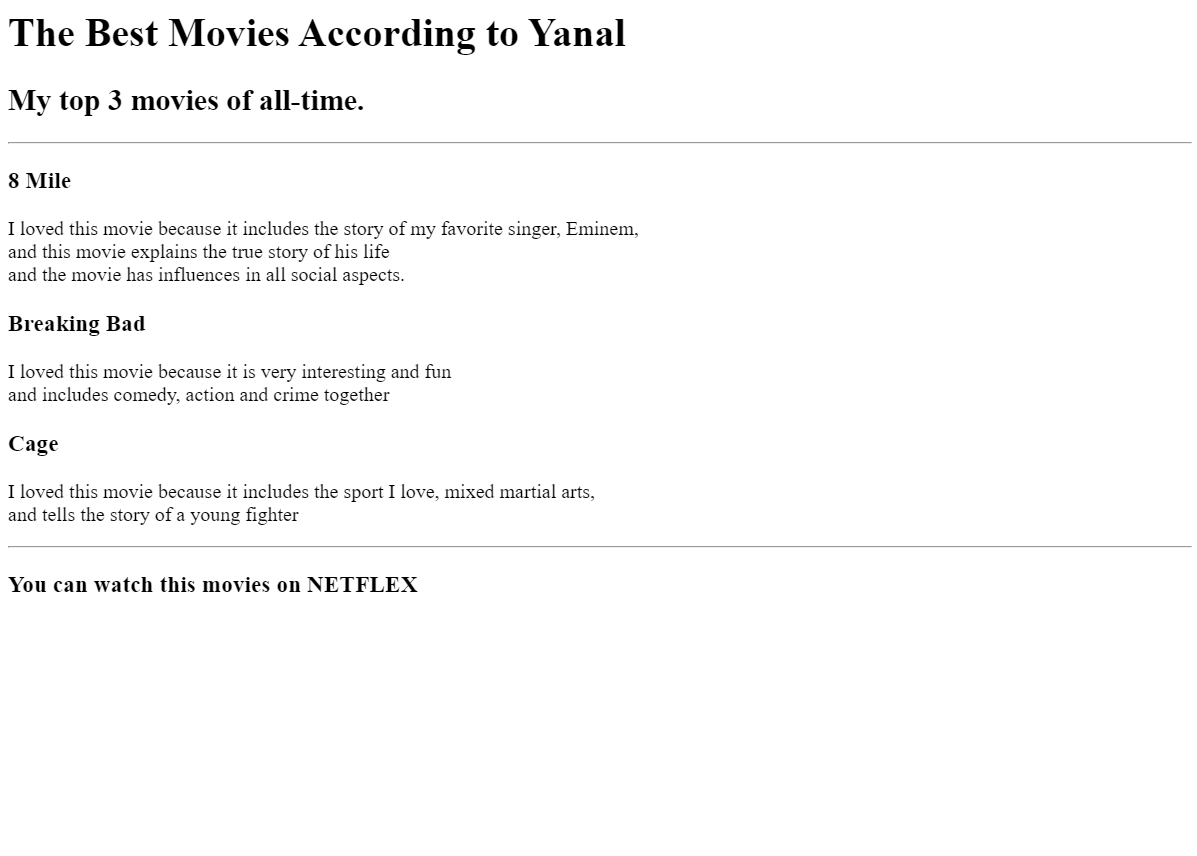 The Best Movies According to Yanal
My top 3 movies of all-time.
8 Mile
I loved this movie because it includes the story of my favorite singer, Eminem,
and this movie explains the true story of his life
and the movie has influences in all social aspects.
Breaking Bad
I loved this movie because it is very interesting and fun
and includes comedy, action and crime together
Cage
I loved this movie because it includes the sport I love, mixed martial arts,
and tells the story of a young fighter
You can watch this movies on NETFLEX